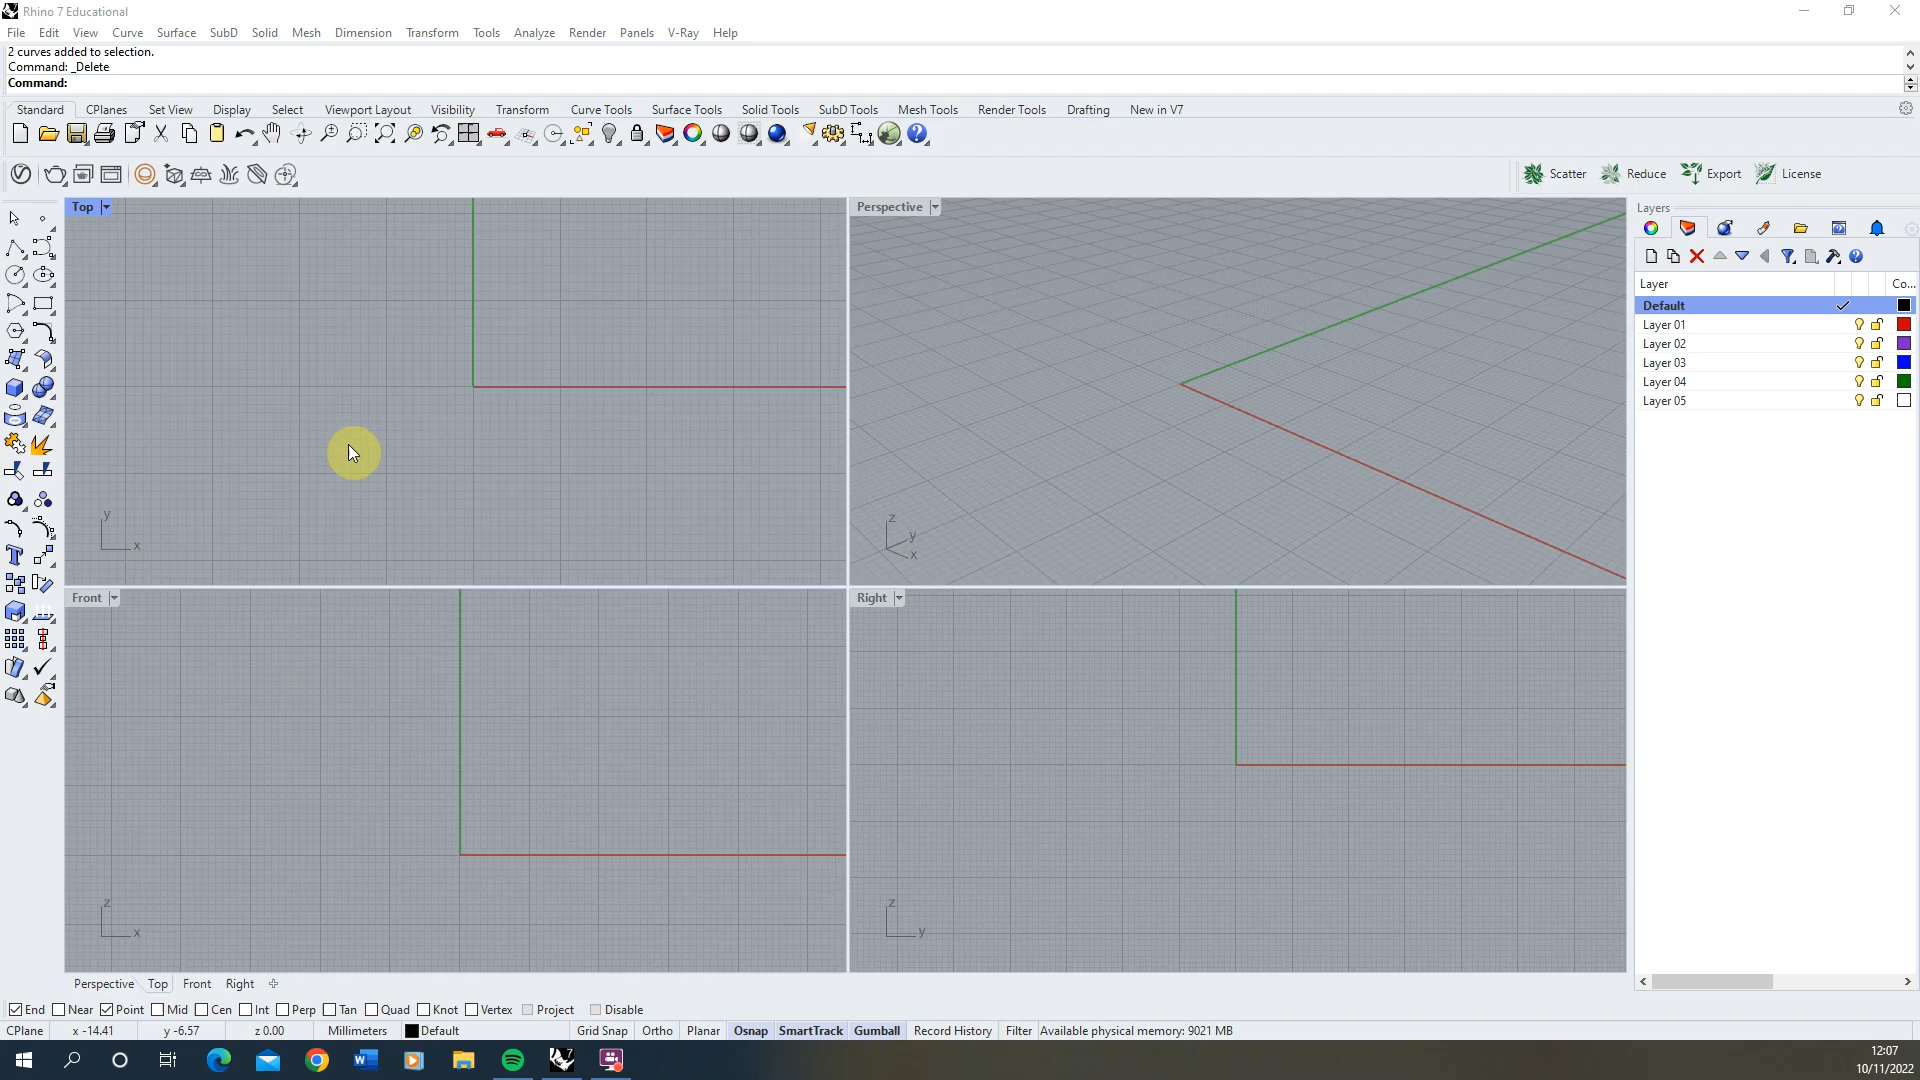 Rhino 7 Educational
File Edit View Curve Surface SubD Solid Mesh Dimension Transform Tools Analyze Render Panels V-Ray Help
2 curves added to selection.
Command: _Delete
Command:
Standard CPlanes Set View Display Select Viewport Layout Visibility Transform Curve Tools Surface Tools Solid Tools SubD Tools Mesh Tools Render Tools Drafting New in V7
Scatter Reduce Export License
Top
Perspective
Layers
Layer Co...
Default
Layer 01
Layer 02
Layer 03
Layer 04
Layer 05
y
x
z
y
x
Front
Right
z
x
z
y
Perspective Top Front Right
End Near Point Mid Cen Int Perp Tan Quad Knot Vertex Project Disable
CPlane x -14.41 y -6.57 z 0.00 Millimeters Default Grid Snap Ortho Planar Osnap SmartTrack Gumball Record History Filter Available physical memory: 9021 MB
12:07
10/11/2022